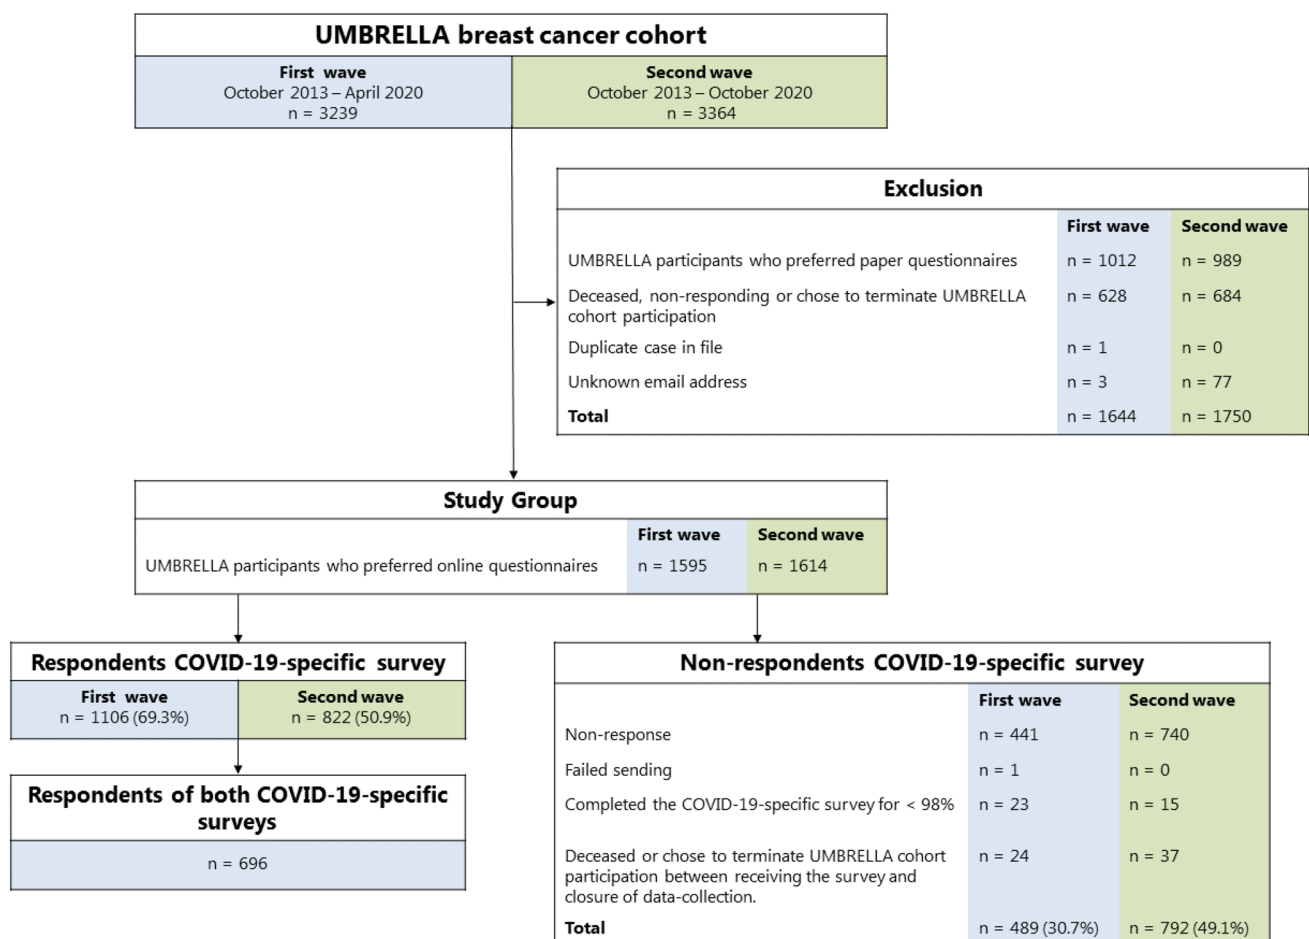 UMBRELLA breast cancer cohort
First wave
October 2013 – April 2020
n = 3239
Second wave
October 2013 – October 2020
n = 3364
Exclusion
First wave Second wave
UMBRELLA participants who preferred paper questionnaires n = 1012 n = 989
Deceased, non-responding or chose to terminate UMBRELLA n = 628 n = 684
cohort participation
Duplicate case in file n = 1 n = 0
Unknown email address n = 3 n = 77
Total n = 1644 n = 1750
Study Group
First wave Second wave
UMBRELLA participants who preferred online questionnaires n = 1595 n = 1614
Respondents COVID-19-specific survey
First wave
n = 1106 (69.3%)
Second wave
n = 822 (50.9%)
Respondents of both COVID-19-specific
surveys
n = 696
Non-respondents COVID-19-specific survey
First wave Second wave
Non-response n = 441 n = 740
Failed sending n = 1 n = 0
Completed the COVID-19-specific survey for < 98% n = 23 n = 15
Deceased or chose to terminate UMBRELLA cohort n = 24 n = 37
participation between receiving the survey and
closure of data-collection.
Total n = 489 (30.7%) n = 792 (49.1%)